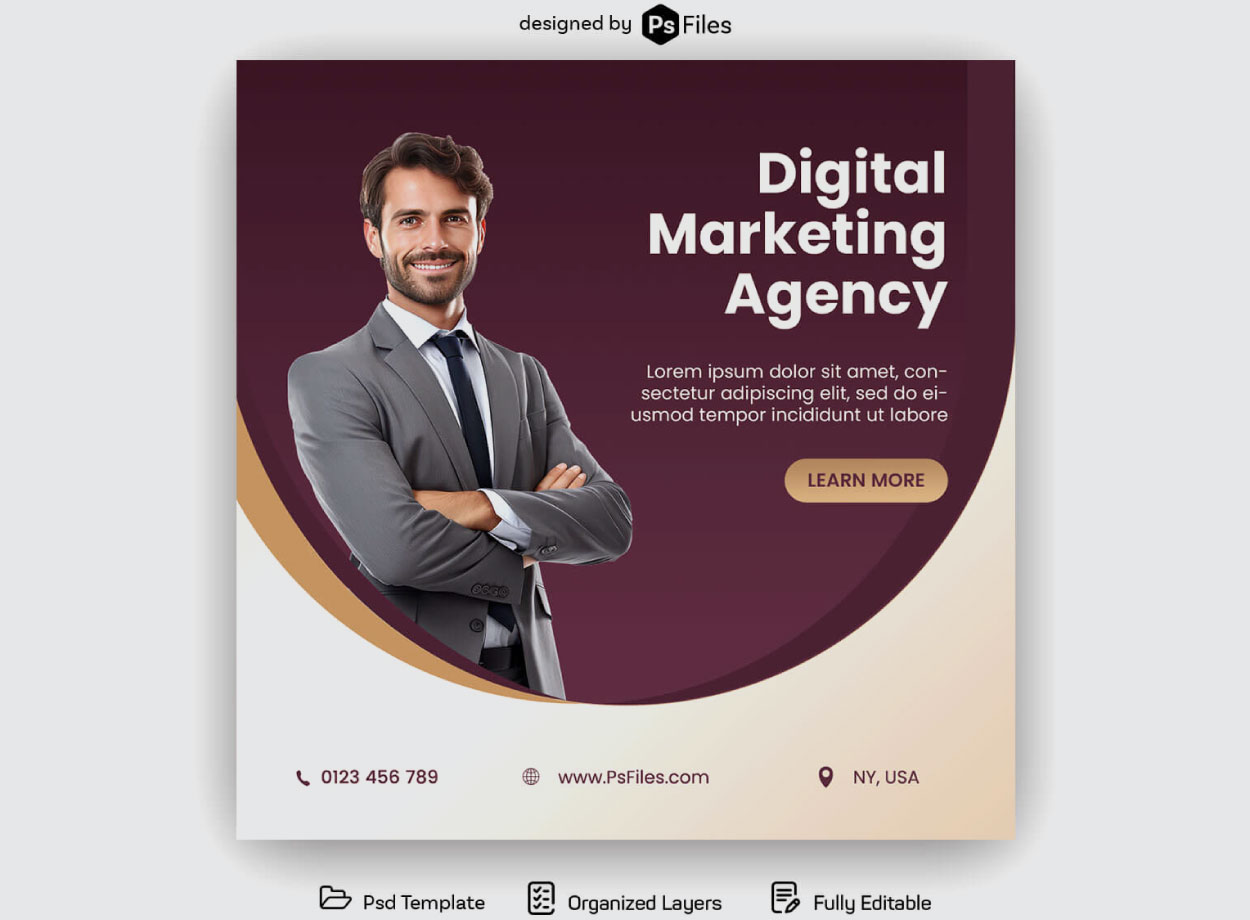 designed by Ps Files
Digital
Marketing
Agency
Lorem ipsum dolor sit amet, con-
sectetur adipiscing elit, sed do ei-
usmod tempor incididunt ut labore
LEARN MORE
0123 456 789 www.PsFiles.com NY, USA
Psd Template Organized Layers Fully Editable